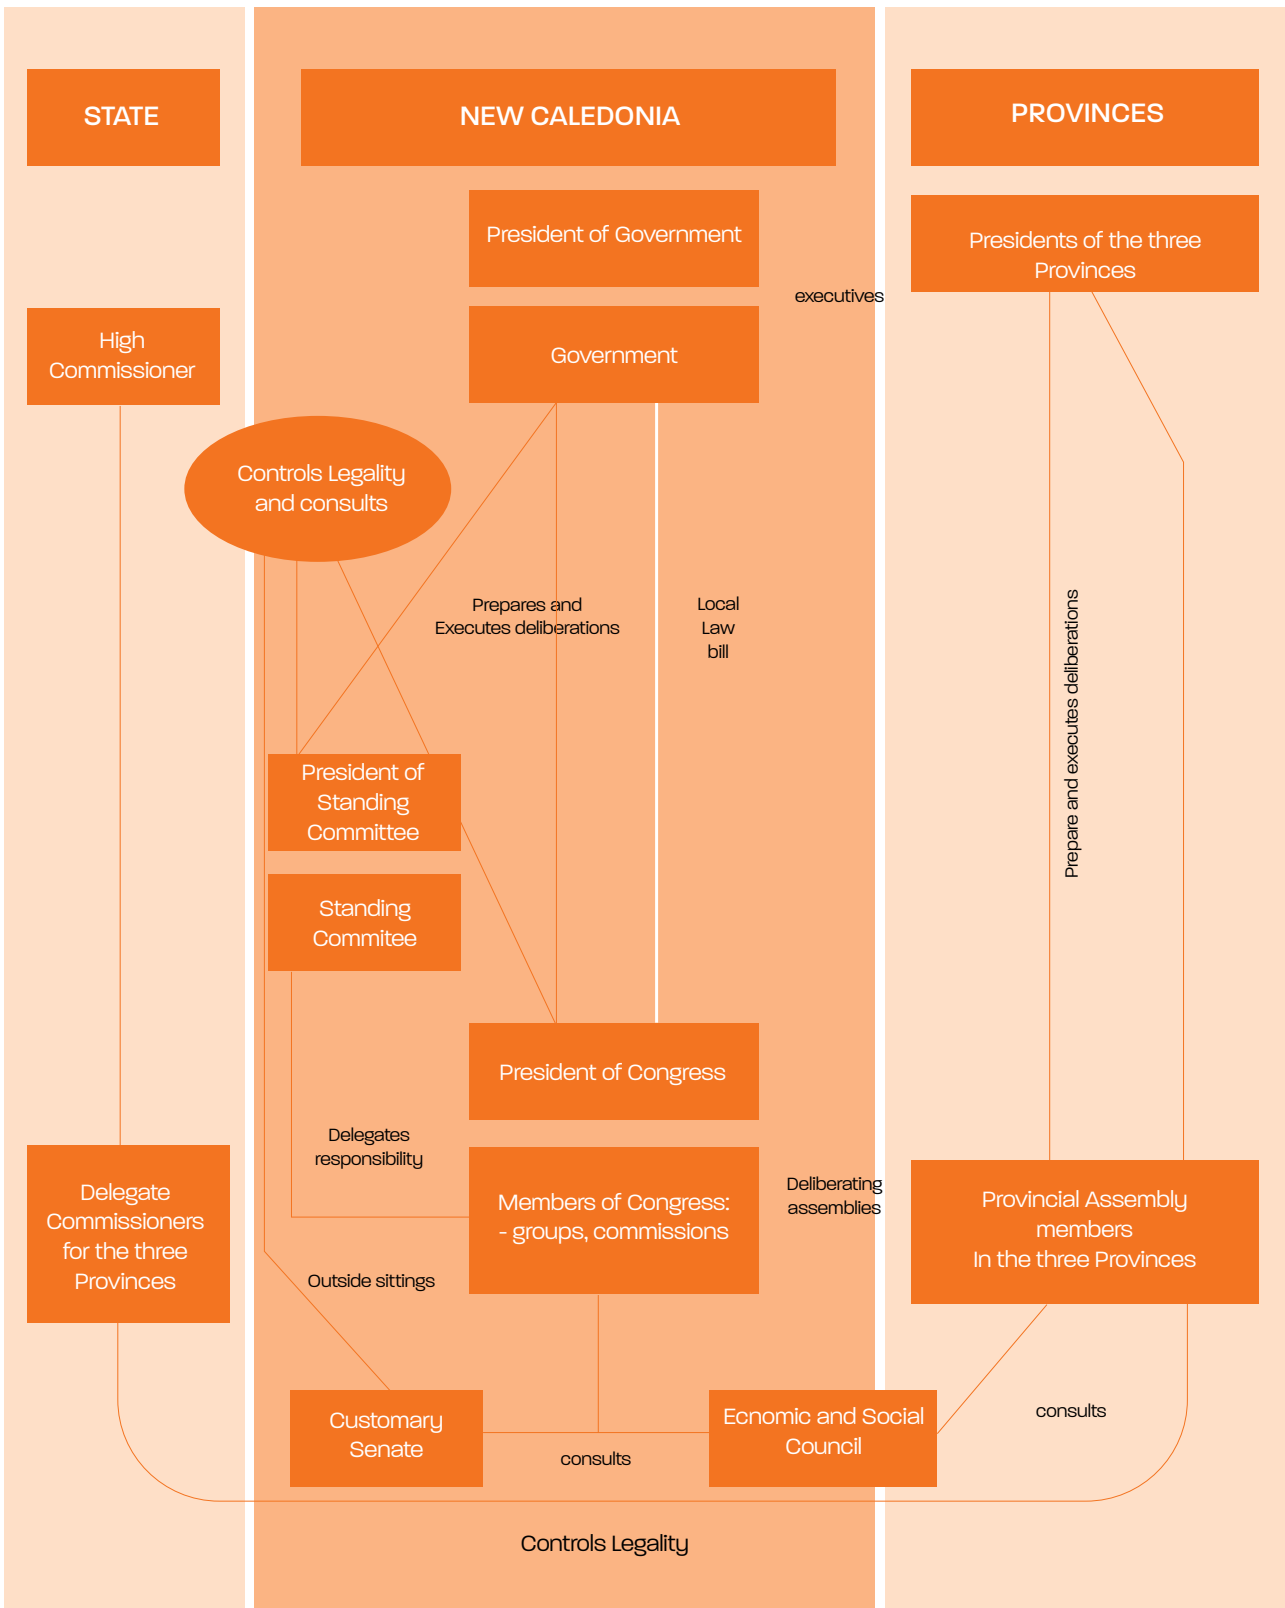 STATE
NEW CALEDONIA
PROVINCES
President of Government
Presidents of the three
Provinces
executives
High
Commissioner
Government
Controls Legality
and consults
Prepares and
Executes deliberations
Local
Law
bill
Prepare and executes deliberations
President of
Standing
Committee
Standing
Commitee
President of Congress
Delegates
responsibility
Delegate
Commissioners
for the three
Provinces
Members of Congress:
- groups, commissions
Deliberating
assemblies
Provincial Assembly
members
In the three Provinces
Outside sittings
Customary
Senate
consults
Ecnomic and Social
Council
consults
Controls Legality